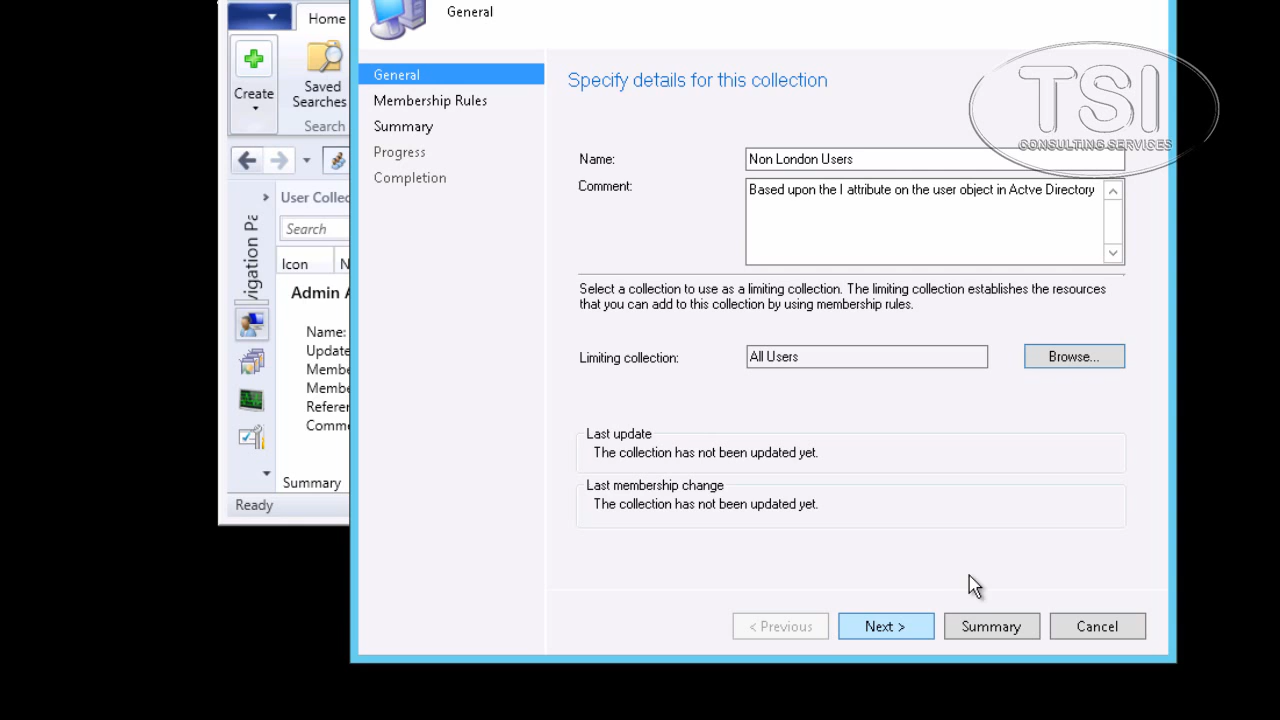 General
Home
Create
Saved
Searches
Search
General
Membership Rules
Summary
Progress
Completion
Specify details for this collection
TSI
CONSULTING SERVICES
Name:
Non London Users
Comment:
Based upon the l attribute on the user object in Actve Directory
Select a collection to use as a limiting collection. The limiting collection establishes the resources
that you can add to this collection by using membership rules.
Limiting collection:
All Users
Browse...
Last update
The collection has not been updated yet.
Last membership change
The collection has not been updated yet.
< Previous
Next >
Summary
Cancel
User Collec
Search
Icon
N
Admin A
Name:
Update
Membe
Membe
Referen
Comme
Summary
Ready
vigation Pa